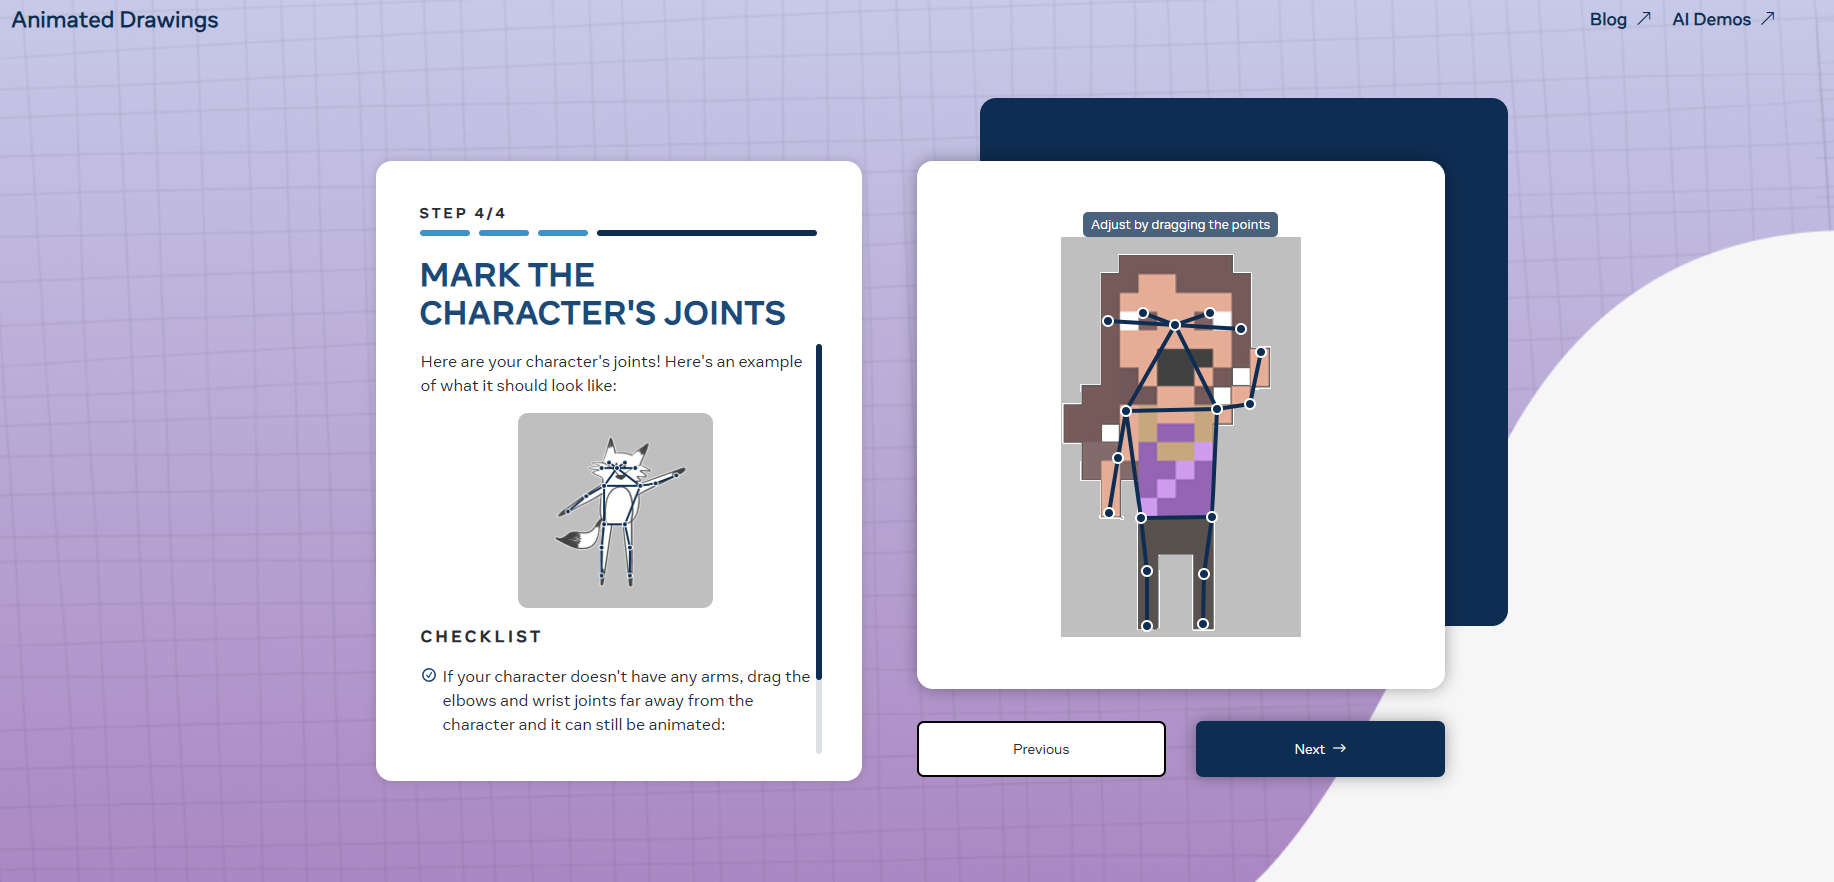 Animated Drawings
Blog
AI Demos
STEP 4/4
MARK THE
CHARACTER'S JOINTS
Here are your character's joints! Here's an example
of what it should look like:
CHECKLIST
If your character doesn't have any arms, drag the
elbows and wrist joints far away from the
character and it can still be animated:
Adjust by dragging the points
Previous
Next